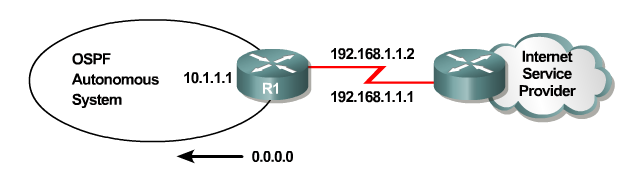 OSPF
Autonomous
System
10.1.1.1
R1
192.168.1.1.2
192.168.1.1.1
Internet
Service
Provider
0.0.0.0